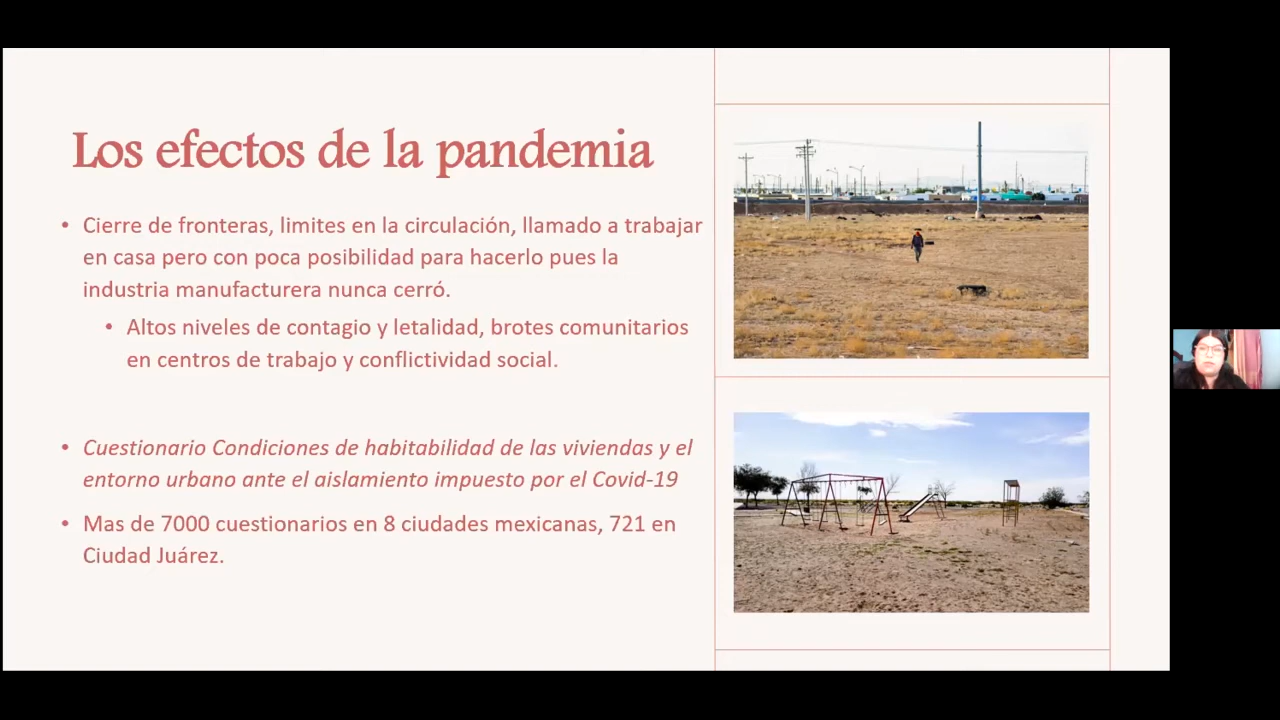 Los efectos de la pandemia
• Cierre de fronteras, limites en la circulación, llamado a trabajar
en casa pero con poca posibilidad para hacerlo pues la
industria manufacturera nunca cerró.
• Altos niveles de contagio y letalidad, brotes comunitarios
en centros de trabajo y conflictividad social.
• Cuestionario Condiciones de habitabilidad de las viviendas y el
entorno urbano ante el aislamiento impuesto por el Covid-19
• Mas de 7000 cuestionarios en 8 ciudades mexicanas, 721 en
Ciudad Juárez.